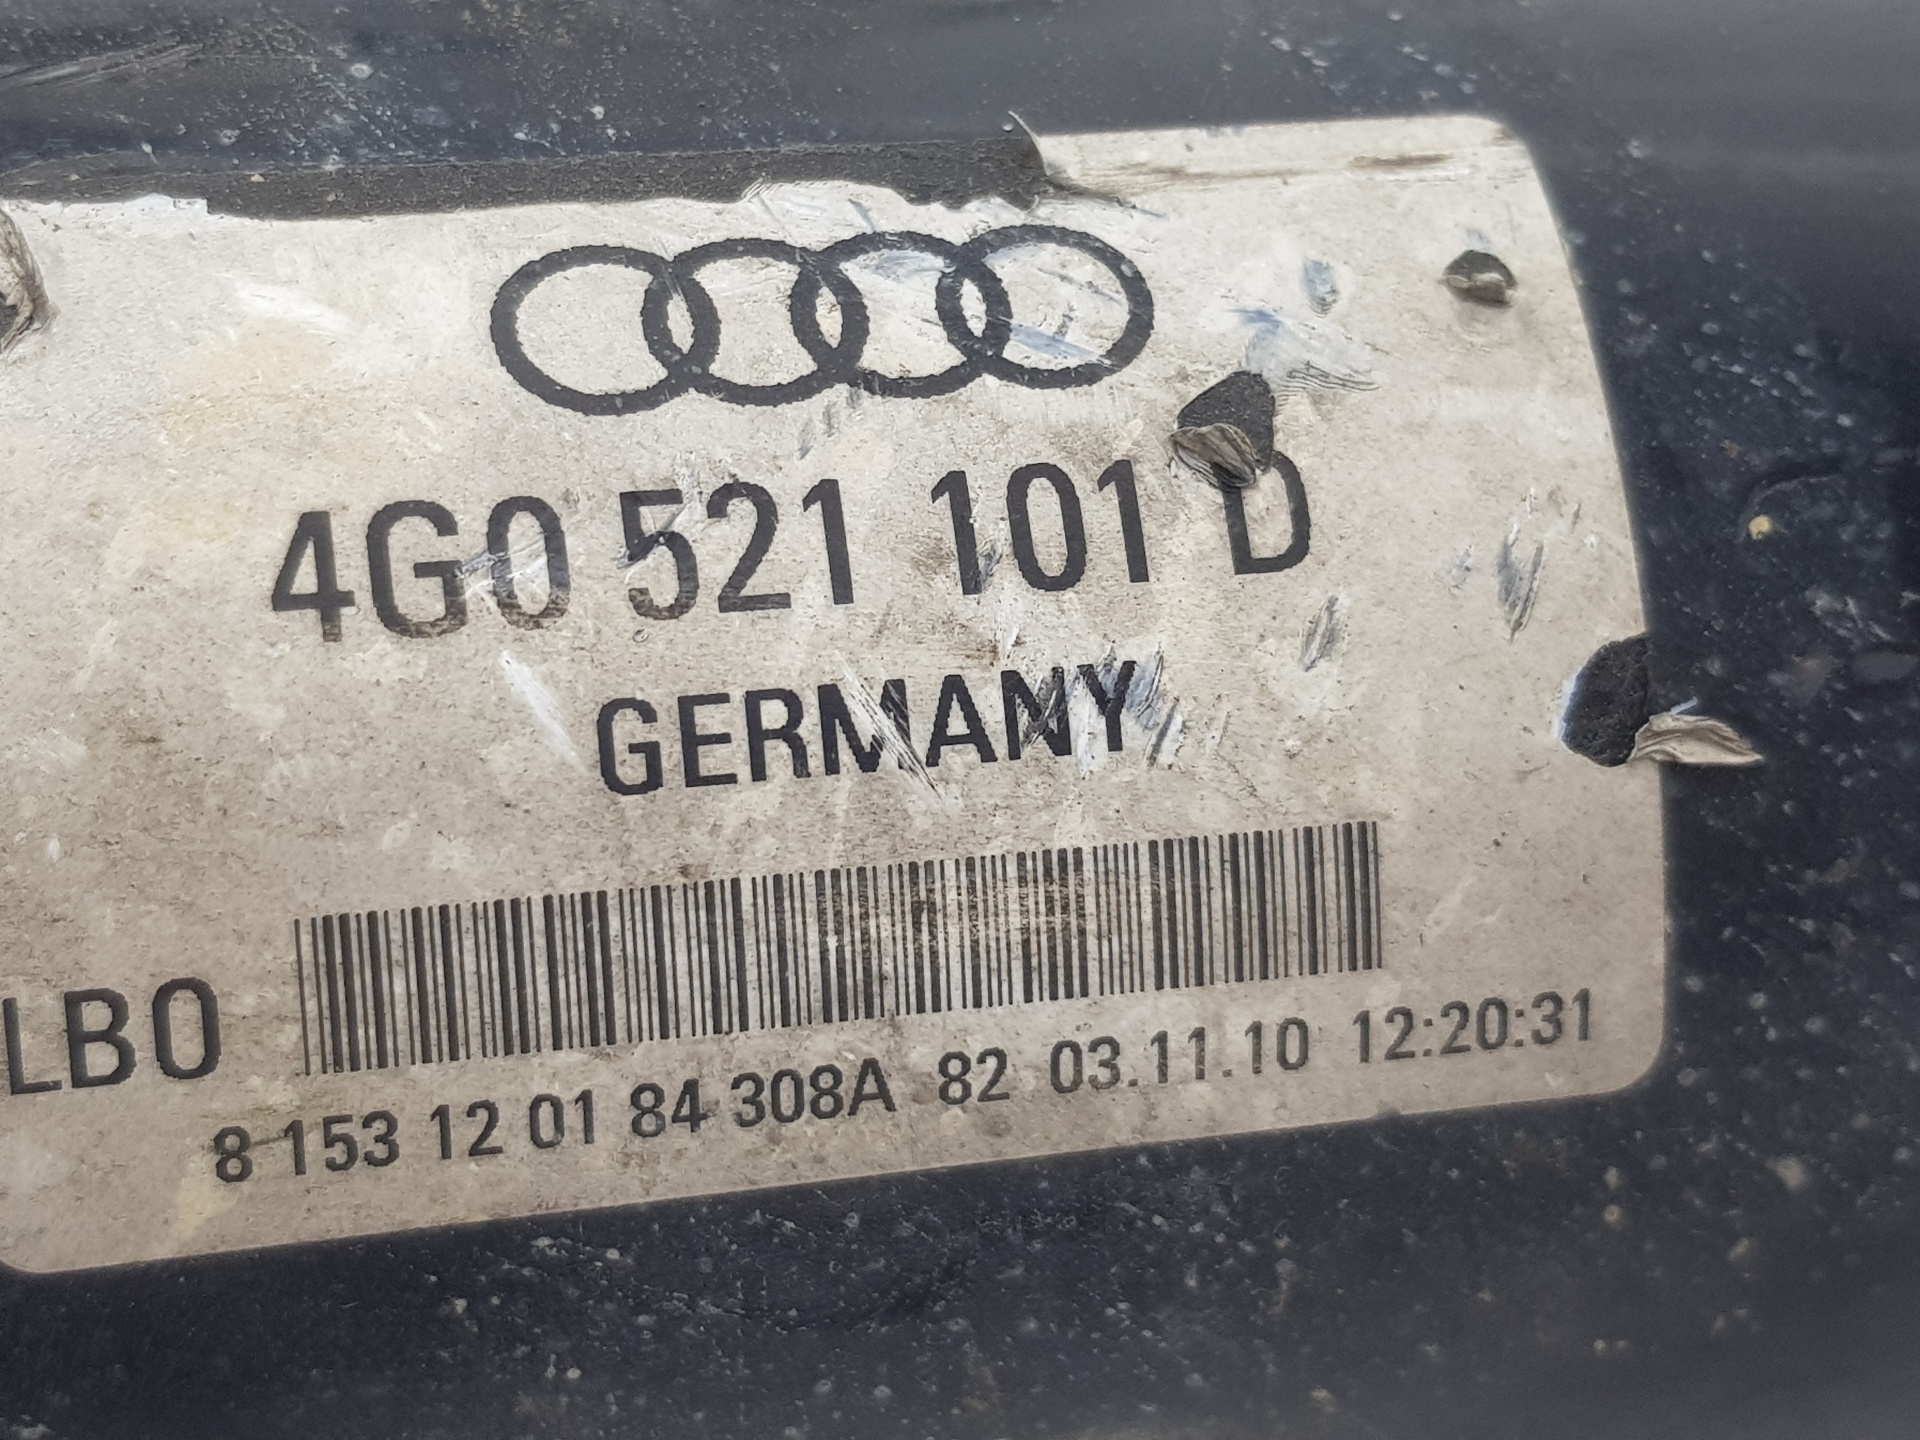 4G0 521 101 D
GERMANY
LBO
8 153 12 01 84 308A 82 03.11.10 12:20:31